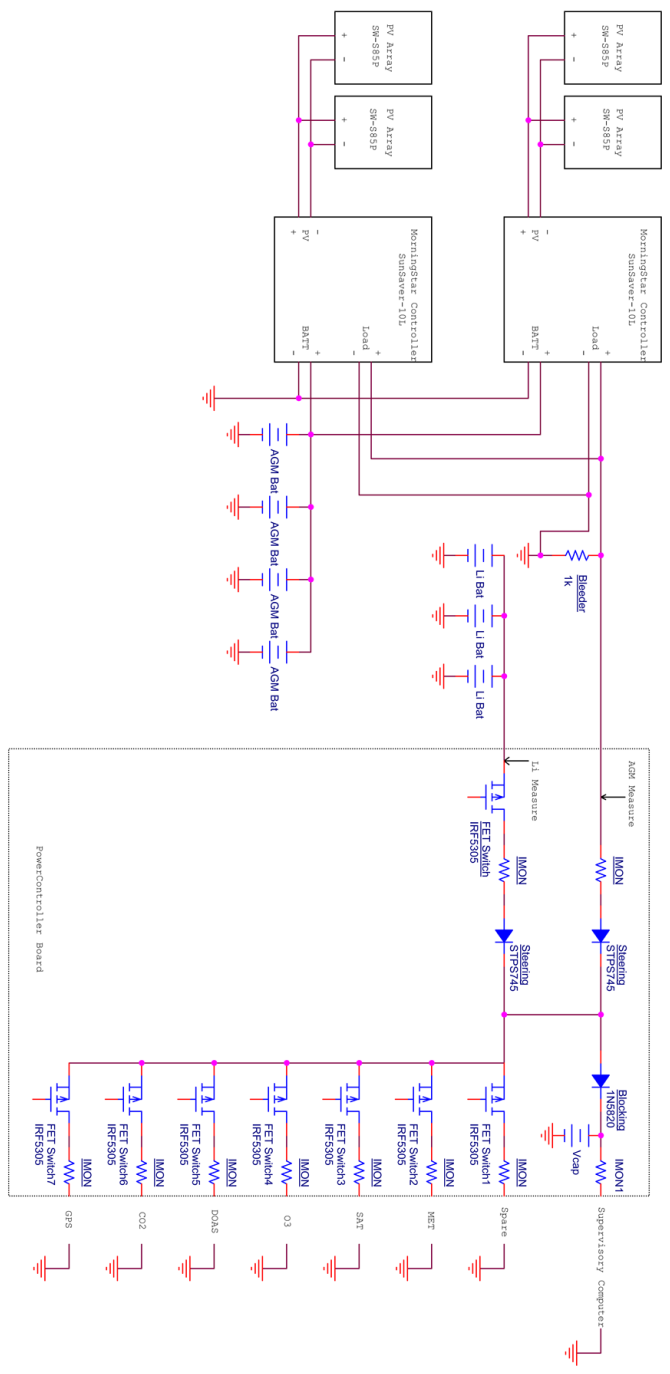 PV Array
SW-S85P
+
-
PV Array
SW-S85P
+
-
PV Array
SW-S85P
+
-
PV Array
SW-S85P
+
-
MorningStar Controller
SunSaver-10L
-
PV
+
Load
+
-
BATT
+
-
MorningStar Controller
SunSaver-10L
-
PV
+
Load
+
-
BATT
+
-
AGM Bat
AGM Bat
AGM Bat
AGM Bat
Bleeder
1k
Li Bat
Li Bat
Li Bat
AGM Measure
Li Measure
FET Switch
IRF5305
IMON
IMON
Steering
STPS745
Steering
STPS745
PowerController Board
Blocking
1N5820
Vcap
IMON1
Supervisory Computer
FET Switch1
IRF5305
IMON
Spare
FET Switch2
IRF5305
IMON
MET
FET Switch3
IRF5305
IMON
SAT
FET Switch4
IRF5305
IMON
O3
FET Switch5
IRF5305
IMON
DOAS
FET Switch6
IRF5305
IMON
CO2
FET Switch7
IRF5305
IMON
GPS